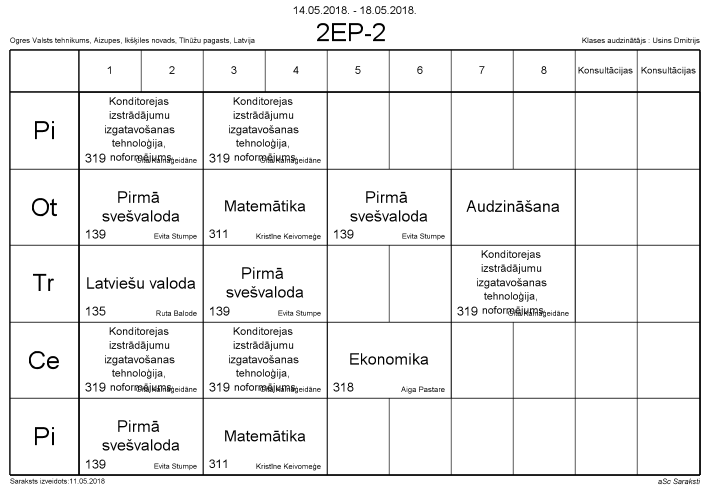 14.05.2018. - 18.05.2018.
Ogres Valsts tehnikums, Aizupes, Ikšķiles novads, Tīnūžu pagasts, Latvija
2EP-2
Klases audzinātājs : Usins Dmitrijs
1 2 3 4 5 6 7 8 Konsultācijas Konsultācijas
Pi
Konditorejas
izstrādājumu
izgatavošanas
tehnoloģija,
noformējums
319
Konditorejas
izstrādājumu
izgatavošanas
tehnoloģija,
noformējums
319
Ot
Pirmā
svešvaloda
139 Evita Stumpe
Matemātika
311 Kristīne Keivomeģe
Pirmā
svešvaloda
139 Evita Stumpe
Audzināšana
Tr
Latviešu valoda
135 Ruta Balode
Pirmā
svešvaloda
139 Evita Stumpe
Konditorejas
izstrādājumu
izgatavošanas
tehnoloģija,
noformējums
319
Ce
Konditorejas
izstrādājumu
izgatavošanas
tehnoloģija,
noformējums
319
Konditorejas
izstrādājumu
izgatavošanas
tehnoloģija,
noformējums
319
Ekonomika
318 Aiga Pastare
Pi
Pirmā
svešvaloda
139 Evita Stumpe
Matemātika
311 Kristīne Keivomeģe
Saraksts izveidots:11.05.2018
aSc Saraksti